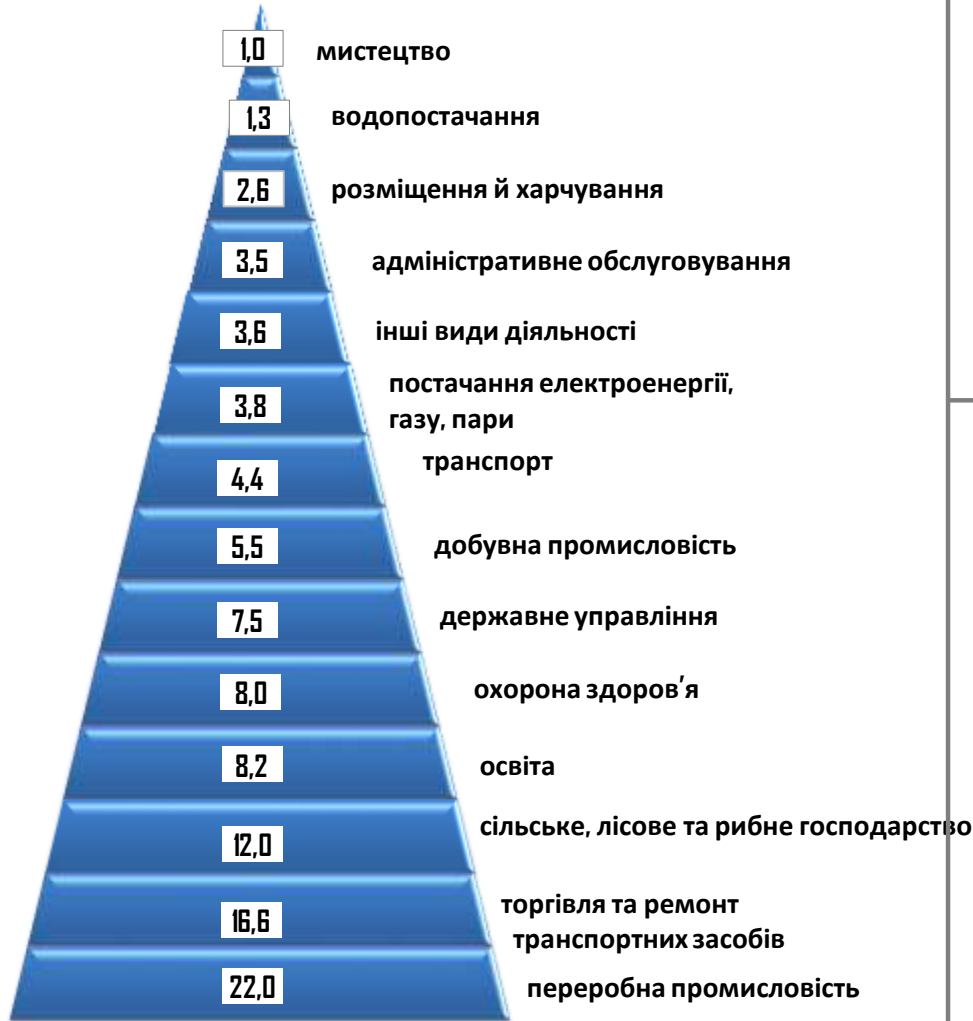 1,0 мистецтво
1,3 водопостачання
2,6 розміщення й харчування
3,5 адміністративне обслуговування
3,6 інші види діяльності
3,8 постачання електроенергії,
газу, пари
4,4 транспорт
5,5 добувна промисловість
7,5 державне управління
8,0 охорона здоров'я
8,2 освіта
12,0 сільське, лісове та рибне господарство
16,6 торгівля та ремонт
транспортних засобів
22,0 переробна промисловість